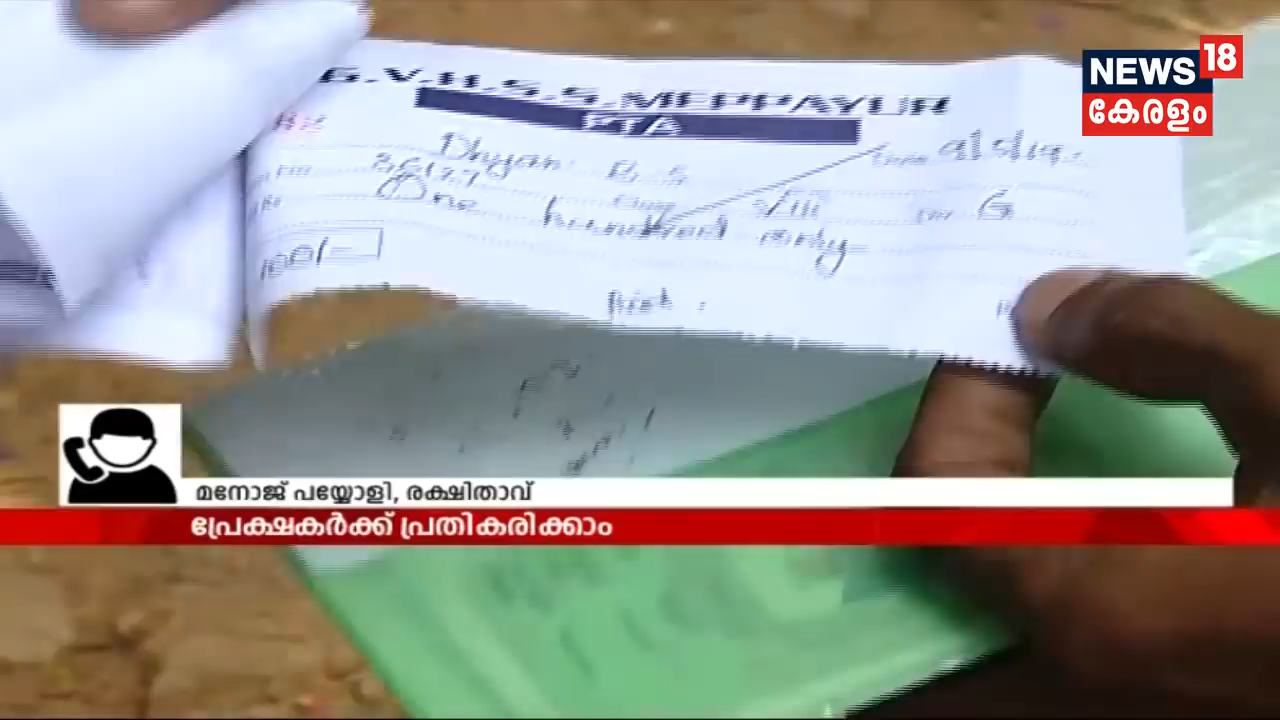 NEWS 18
കേരളം
G.V.H.S.S.MEPPAYUR
PTA
Dhyan B S
VIII G
One hundred only
100/-
മനോജ് പയ്യോളി, രക്ഷിതാവ്
പ്രേക്ഷകർക്ക് പ്രതികരിക്കാം